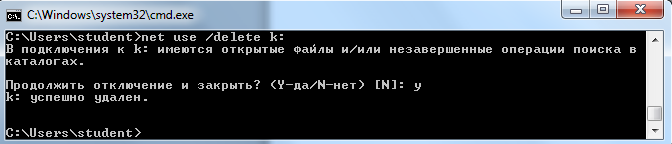 C:\Windows\system32\cmd.exe
C:\Users\student>net use /delete k:
В подключения к k: имеются открытые файлы и/или незавершенные операции поиска в
каталогах.
Продолжить отключение и закрыть? (Y-да/N-нет) [N]: y
k: успешно удален.
C:\Users\student>